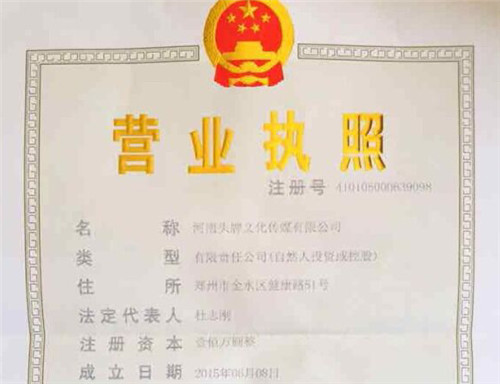 营业执照
注册号 410105000639098
名称 河南头牌文化传媒有限公司
类型 有限责任公司(自然人投资或控股)
住所 郑州市金水区健康路51号
法定代表人 杜志刚
注册资本 壹佰万圆整
成立日期 2015年06月08日